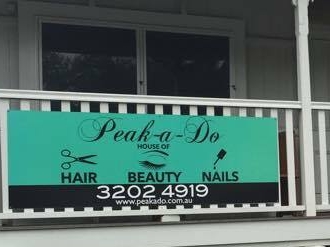 Peak-a-Do
HOUSE OF
HAIR BEAUTY NAILS
3202 4919
www.peakado.com.au